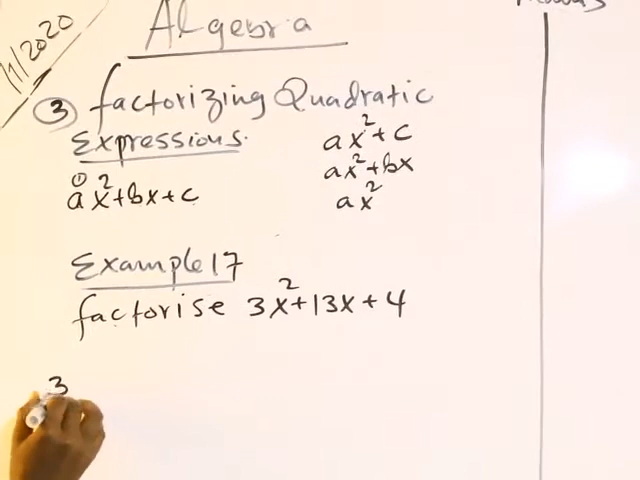 Algebra
/1/2020
③ factorizing Quadratic
Expressions.
ax²+bx+c
①
ax²+c
ax²+bx
ax²
Example 17
factorise 3x²+13x+4
3